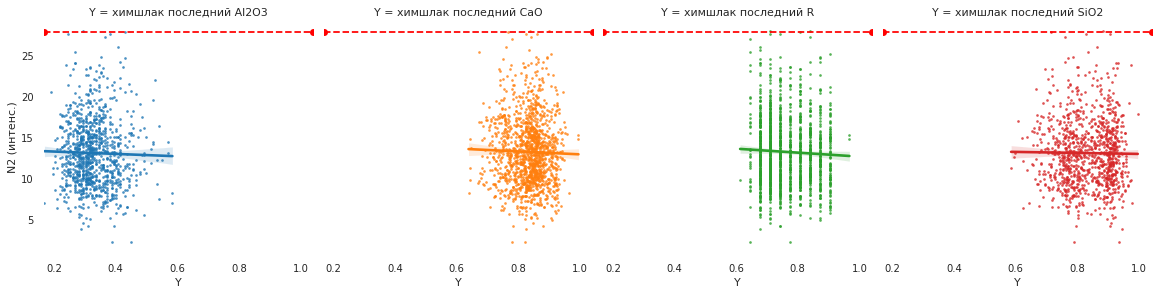 Y = химшлак последний Al2O3
Y = химшлак последний CaO
Y = химшлак последний R
Y = химшлак последний SiO2
N2 (интенс.)
25
20
15
10
5
0.2 0.4 0.6 0.8 1.0
0.2 0.4 0.6 0.8 1.0
0.2 0.4 0.6 0.8 1.0
0.2 0.4 0.6 0.8 1.0
Y
Y
Y
Y